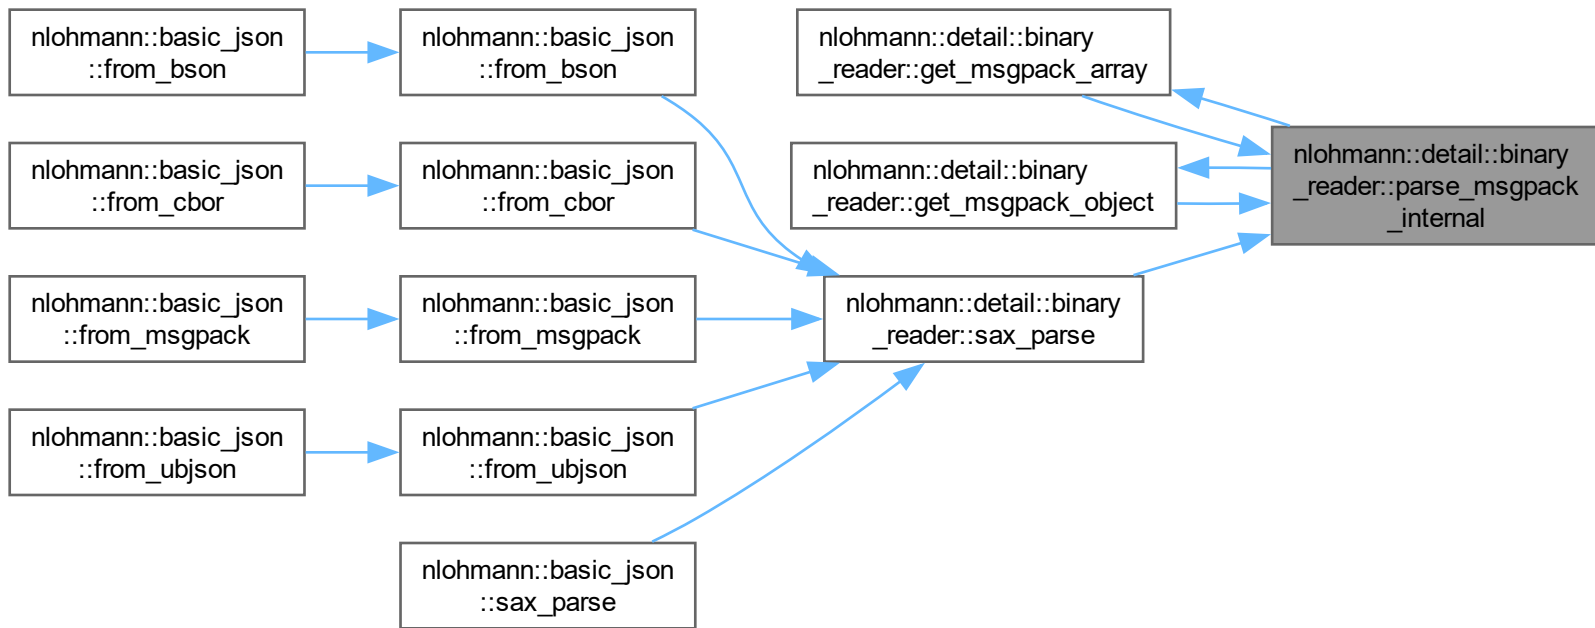 nlohmann::basic_json
::from_bson
nlohmann::basic_json
::from_bson
nlohmann::detail::binary
_reader::get_msgpack_array
nlohmann::basic_json
::from_cbor
nlohmann::basic_json
::from_cbor
nlohmann::detail::binary
_reader::get_msgpack_object
nlohmann::detail::binary
_reader::parse_msgpack
_internal
nlohmann::basic_json
::from_msgpack
nlohmann::basic_json
::from_msgpack
nlohmann::detail::binary
_reader::sax_parse
nlohmann::basic_json
::from_ubjson
nlohmann::basic_json
::from_ubjson
nlohmann::basic_json
::sax_parse